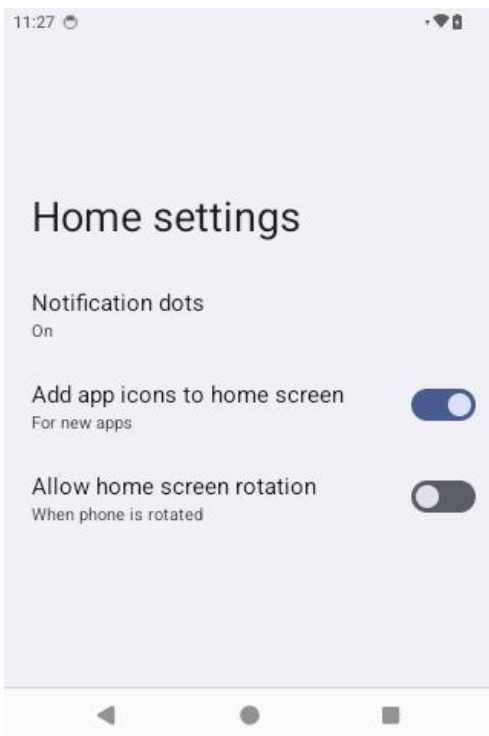 11:27
Home settings
Notification dots
On
Add app icons to home screen
For new apps
Allow home screen rotation
When phone is rotated